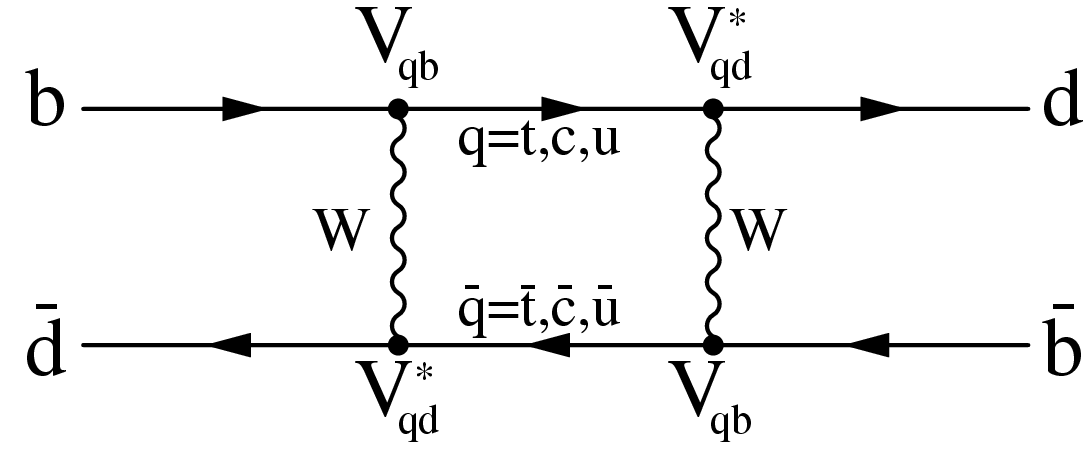 V_qb V*_qd
b d
q=t,c,u
W W
q̄=t̄,c̄,ū
d̄ b̄
V*_qd V_qb